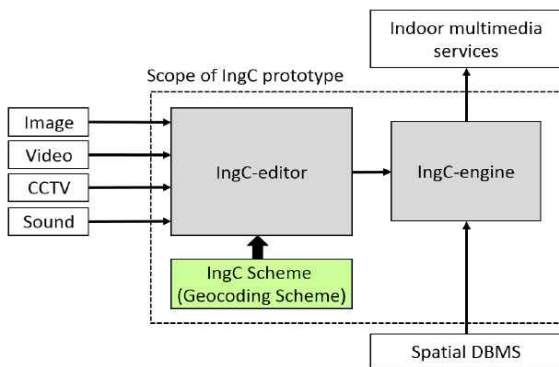 Indoor multimedia
services
Scope of IngC prototype
Image
Video
CCTV
Sound
IngC-editor
IngC-engine
IngC Scheme
(Geocoding Scheme)
Spatial DBMS